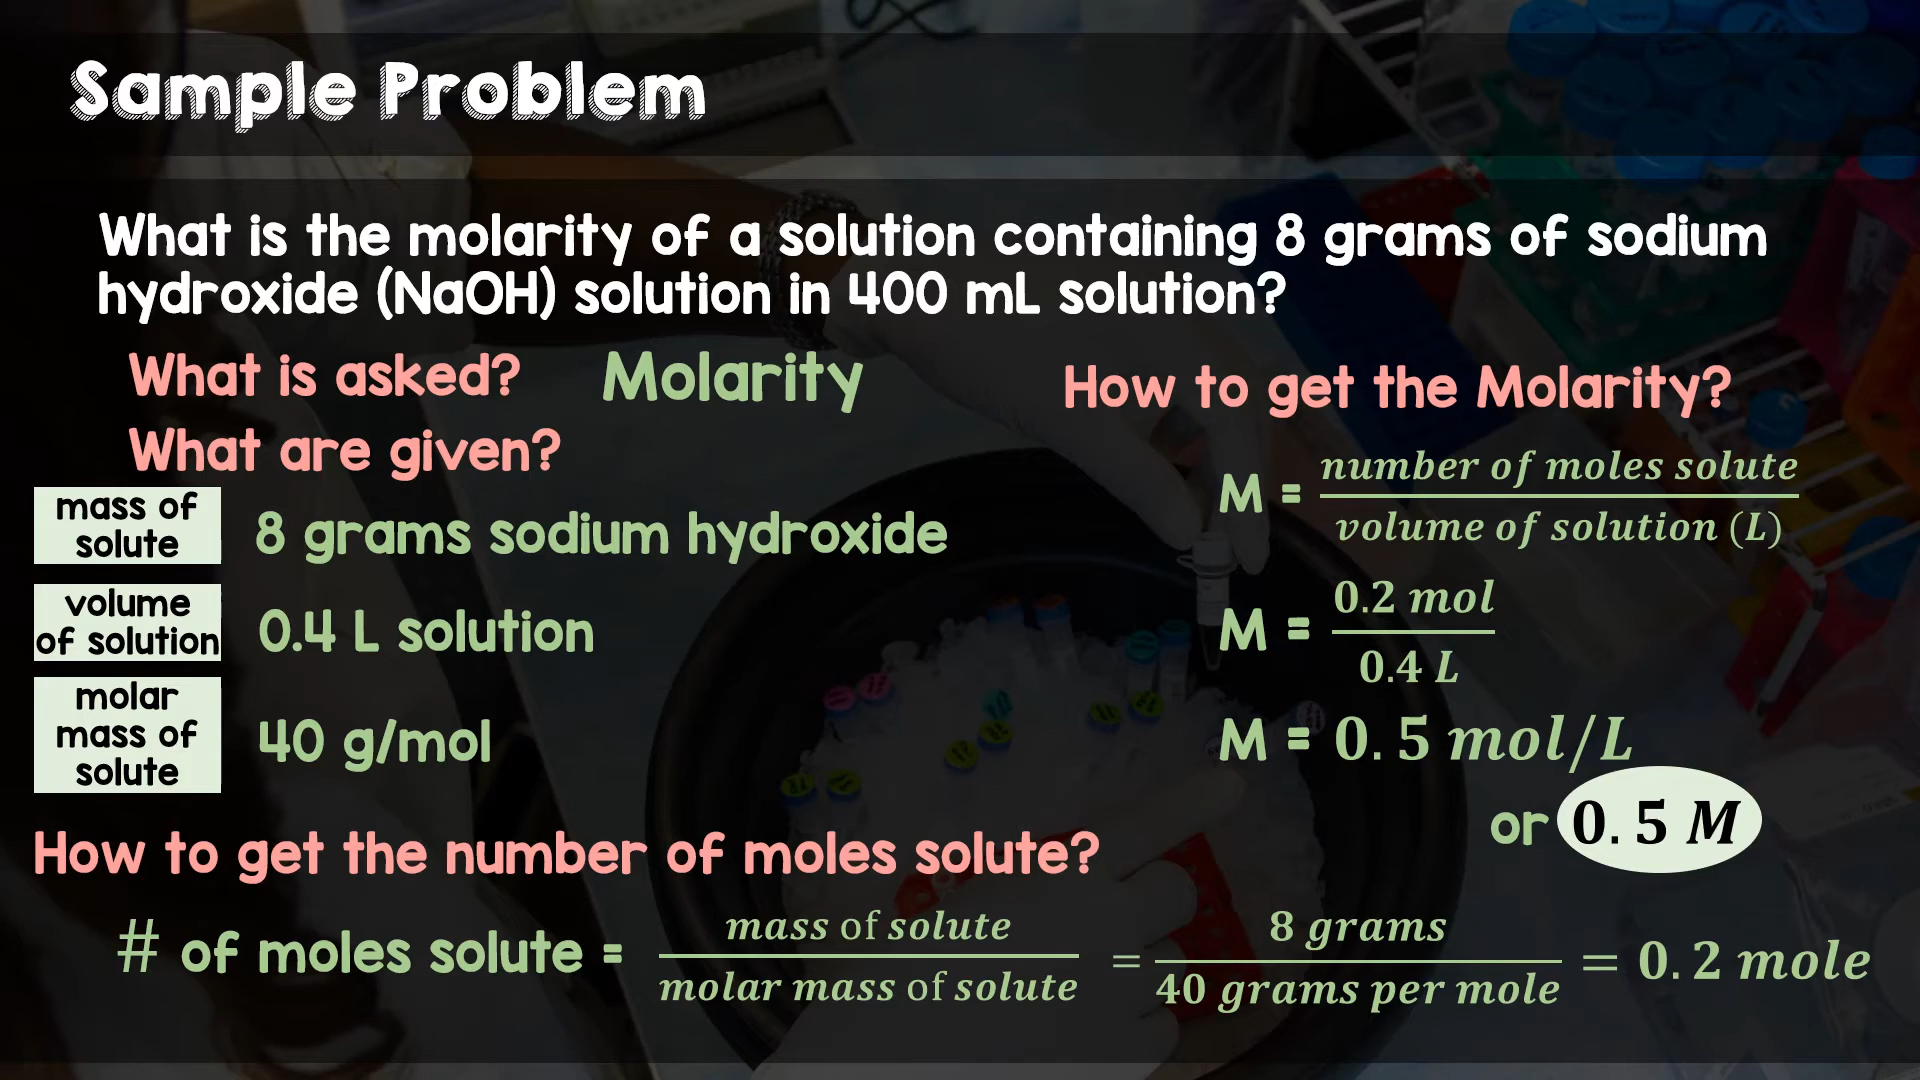 Sample Problem
What is the molarity of a solution containing 8 grams of sodium
hydroxide (NaOH) solution in 400 mL solution?
What is asked? Molarity
What are given?
mass of
solute
8 grams sodium hydroxide
volume
of solution
0.4 L solution
molar
mass of
solute
40 g/mol
How to get the Molarity?
M = number of moles solute / volume of solution (L)
M = 0.2 mol / 0.4 L
M = 0.5 mol/L
or 0.5 M
How to get the number of moles solute?
# of moles solute = mass of solute / molar mass of solute = 8 grams / 40 grams per mole = 0.2 mole